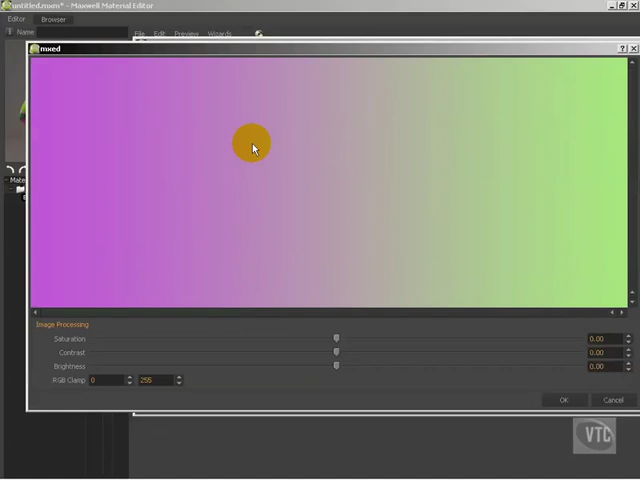 untitled.mxm* - Maxwell Material Editor
Editor Browser
Name File Edit Preview Wizards
mxed
Mate
Image Processing
Saturation 0.00
Contrast 0.00
Brightness 0.00
RGB Clamp 0 255
OK Cancel
VTC